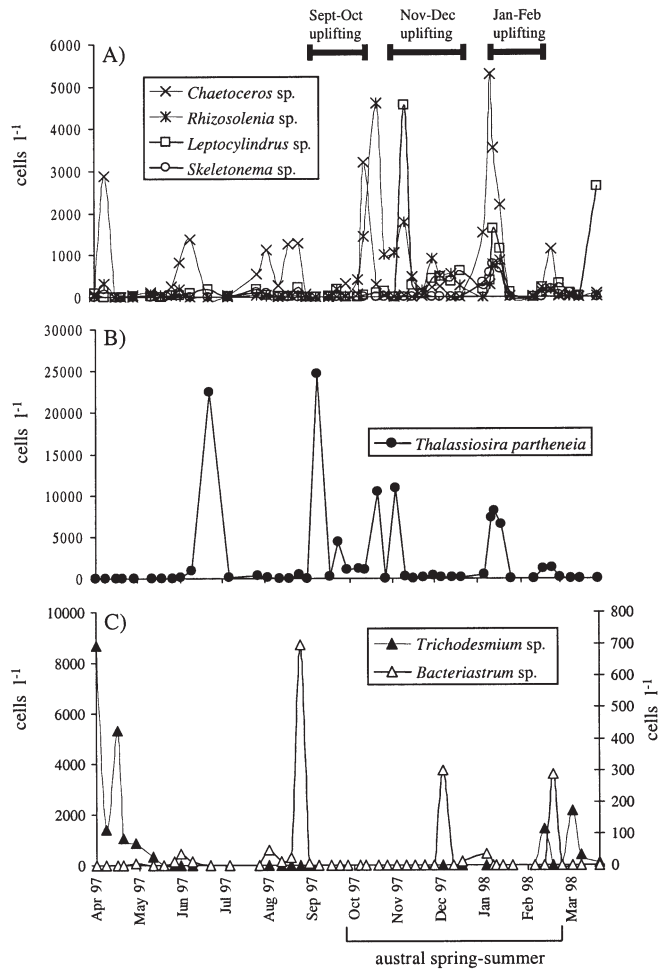 Sept-Oct Nov-Dec Jan-Feb
uplifting uplifting uplifting
A)
6000
5000
4000
3000
2000
1000
0
cells l-1
Chaetoceros sp.
Rhizosolenia sp.
Leptocylindrus sp.
Skeletonema sp.
B)
30000
25000
20000
15000
10000
5000
0
cells l-1
Thalassiosira partheneia
C)
10000
8000
6000
4000
2000
0
cells l-1
Trichodesmium sp.
Bacteriastrum sp.
800
700
600
500
400
300
200
100
0
cells l-1
Apr 97 May 97 Jun 97 Jul 97 Aug 97 Sep 97 Oct 97 Nov 97 Dec 97 Jan 98 Feb 98 Mar 98
austral spring-summer